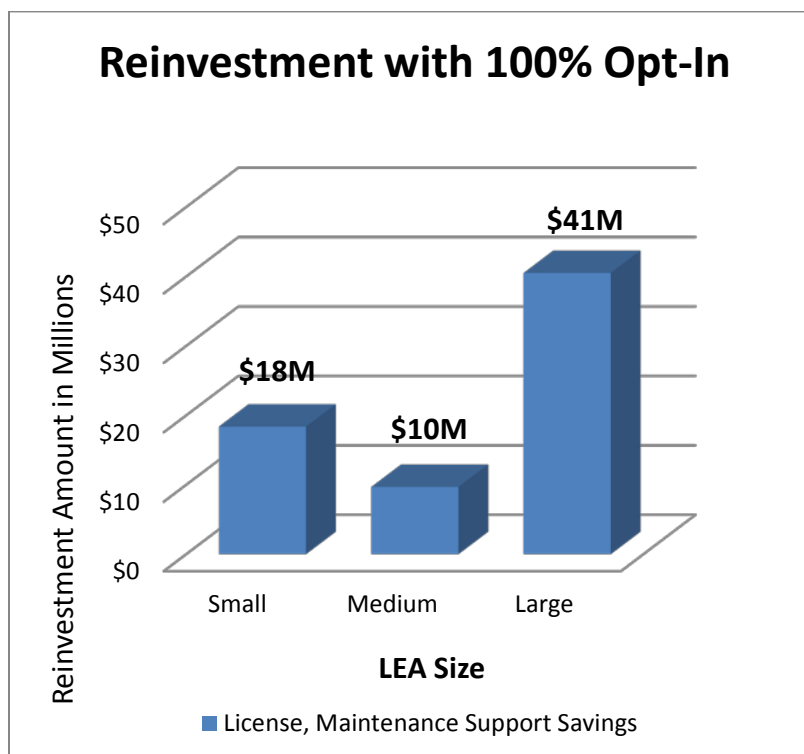 Reinvestment with 100% Opt-In
Reinvestment Amount in Millions
$50
$40
$30
$20
$10
$0
$18M
$10M
$41M
Small
Medium
Large
LEA Size
License, Maintenance Support Savings